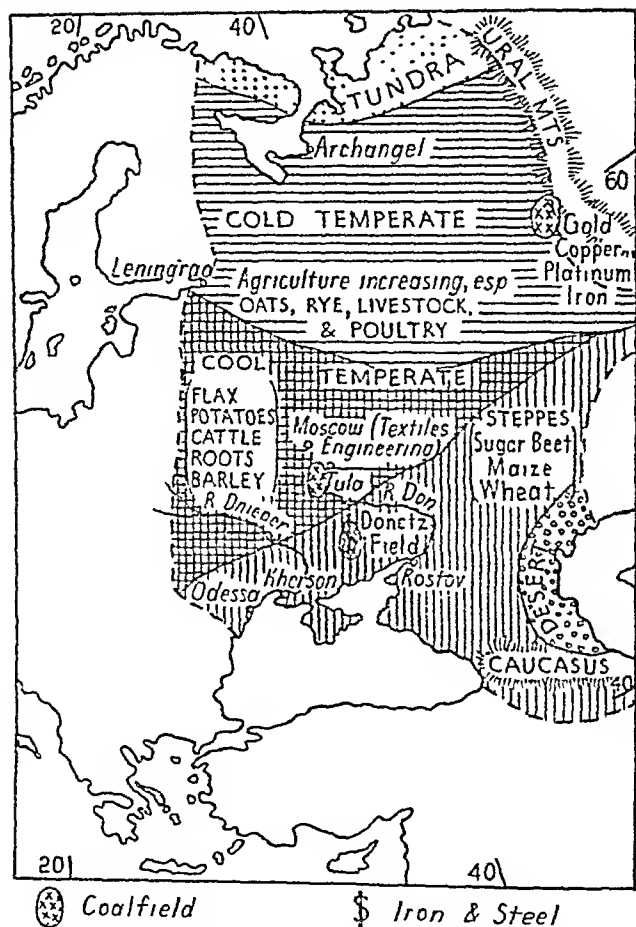 20
40
URAL MTS
TUNDRA
Archangel
60
COLD TEMPERATE
Gold
Copper
Platinum
Iron
Leningrad
Agriculture increasing, esp
OATS, RYE, LIVESTOCK,
& POULTRY
COOL
TEMPERATE
FLAX
POTATOES
CATTLE
ROOTS
BARLEY
Moscow (Textiles
Engineering)
STEPPES
Sugar Beet
Maize
Wheat
Tula
R. Don
R. Dnieper
Donetz
Field
Kherson
Odessa
Rostov
DESERT
CAUCASUS
40
20
40
Coalfield
$ Iron & Steel